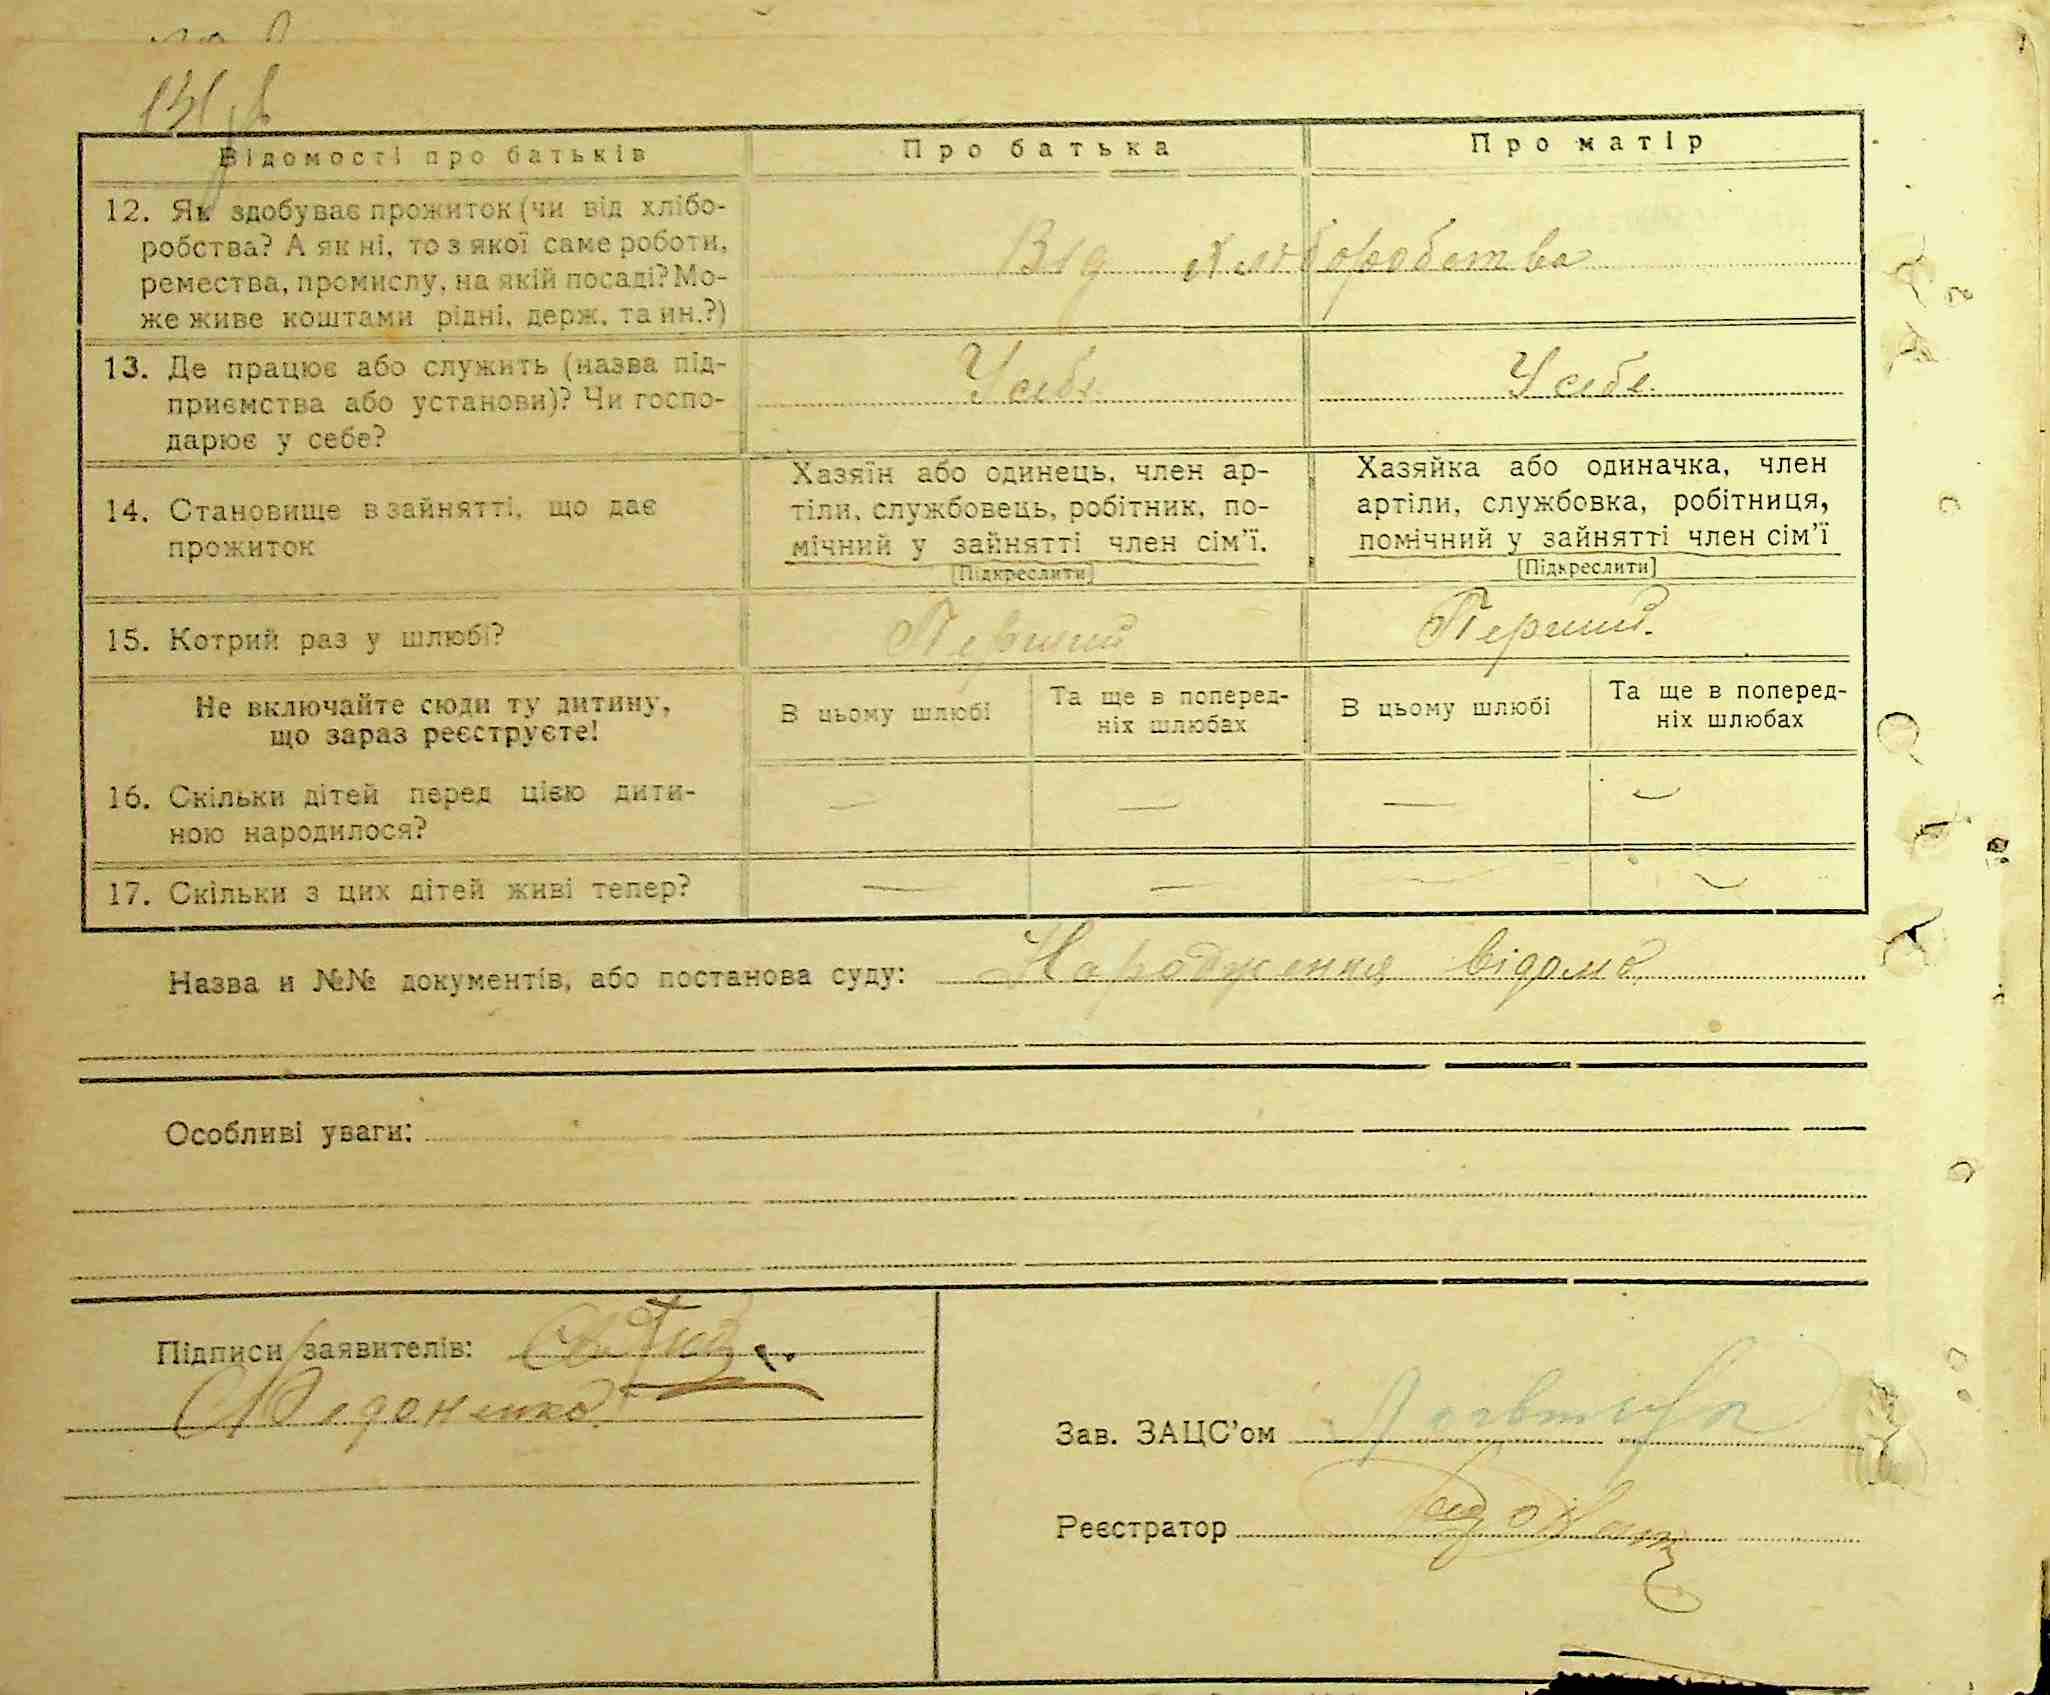 Відомості про батьків
Про батька
Про матір
12. Як здобуває прожиток (чи від хлібо-
робства? А як ні, то з якої саме роботи,
ремества, промислу, на якій посаді? Мо-
же живе коштами рідні, держ. та ин.?)
Від хліборобства
13. Де працює або служить (назва під-
приємства або установи)? Чи госпо-
дарює у себе?
У себе
У себе
14. Становище в зайнятті, що дає
прожиток
Хазяїн або одинець, член ар-
тіли, службовець, робітник, по-
мічний у зайнятті член сім'ї.
(Підкреслити)
Хазяйка або одиначка, член
артіли, службовка, робітниця,
помічний у зайнятті член сім'ї
(Підкреслити)
15. Котрий раз у шлюбі?
Перший
Перший.
Не включайте сюди ту дитину,
що зараз реєструєте!
В цьому шлюбі
Та ще в поперед-
ніх шлюбах
В цьому шлюбі
Та ще в поперед-
ніх шлюбах
16. Скільки дітей перед цією дити-
ною народилося?
— — — —
17. Скільки з цих дітей живі тепер?
— — — —
Назва и №№ документів, або постанова суду: Народження відомо
Особливі уваги:
Підписи заявителів:
Зав. ЗАЦС'ом
Реєстратор